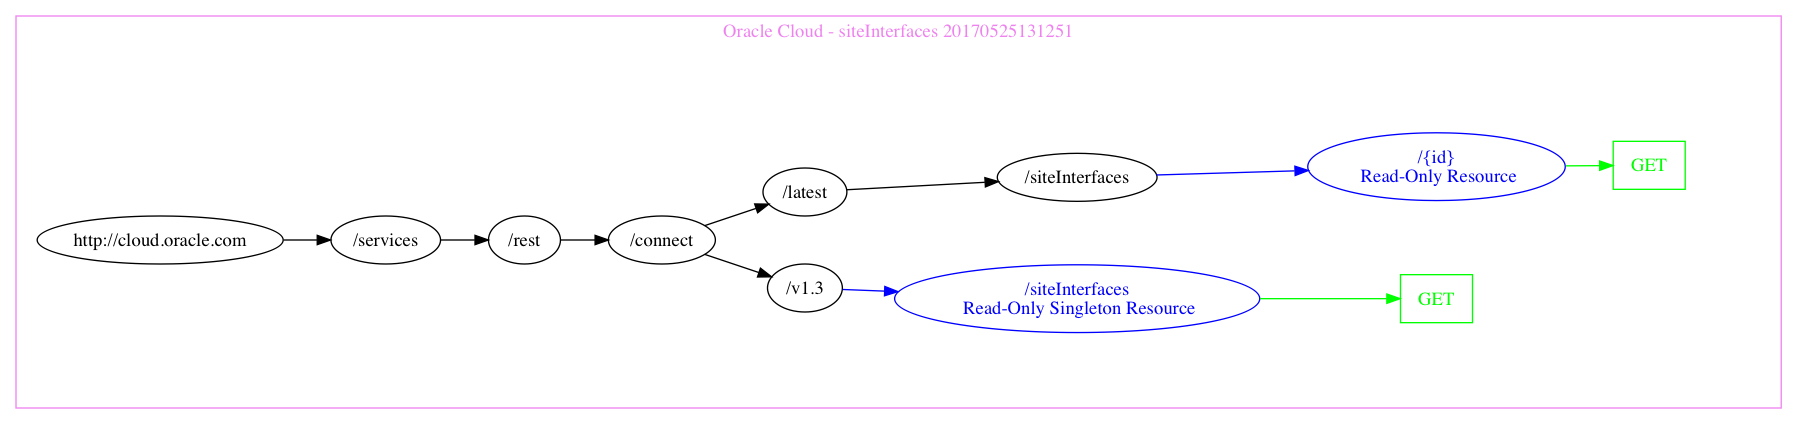 Oracle Cloud - siteInterfaces 20170525131251
http://cloud.oracle.com
/services
/rest
/connect
/latest
/siteInterfaces
/{id}
Read-Only Resource
GET
/v1.3
/siteInterfaces
Read-Only Singleton Resource
GET